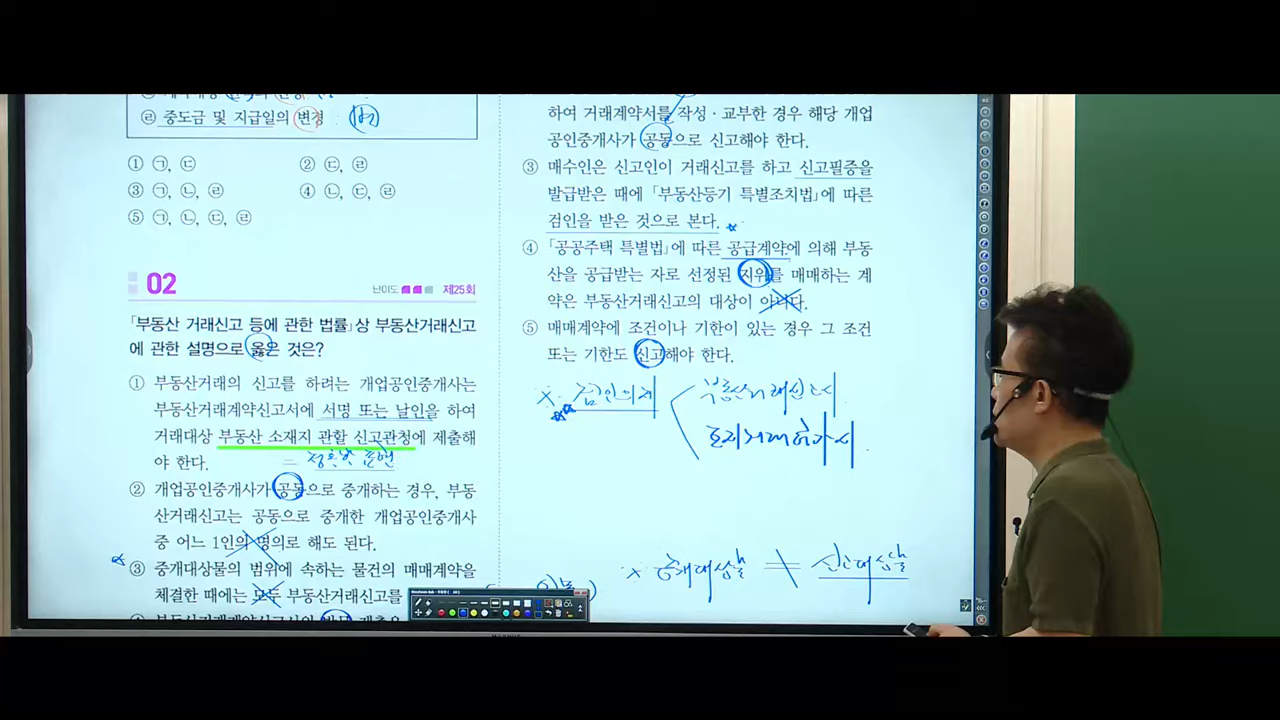 ㉣ 중도금 및 지급일의 변경
① ㉠, ㉢
② ㉢, ㉣
③ ㉠, ㉡, ㉣
④ ㉡, ㉢, ㉣
⑤ ㉠, ㉡, ㉢, ㉣
02
난이도
제25회
「부동산 거래신고 등에 관한 법률」상 부동산거래신고
에 관한 설명으로 옳은 것은?
① 부동산거래의 신고를 하려는 개업공인중개사는
부동산거래계약신고서에 서명 또는 날인을 하여
거래대상 부동산 소재지 관할 신고관청에 제출해
야 한다.
② 개업공인중개사가 공동으로 중개하는 경우, 부동
산거래신고는 공동으로 중개한 개업공인중개사
중 어느 1인의 명의로 해도 된다.
③ 중개대상물의 범위에 속하는 물건의 매매계약을
체결한 때에는 모두 부동산거래신고를
하여 거래계약서를 작성·교부한 경우 해당 개업
공인중개사가 공동으로 신고해야 한다.
③ 매수인은 신고인이 거래신고를 하고 신고필증을
발급받은 때에 「부동산등기 특별조치법」에 따른
검인을 받은 것으로 본다.
④ 「공공주택 특별법」에 따른 공급계약에 의해 부동
산을 공급받는 자로 선정된 지위를 매매하는 계
약은 부동산거래신고의 대상이 아니다.
⑤ 매매계약에 조건이나 기한이 있는 경우 그 조건
또는 기한도 신고해야 한다.
검인의제
부동산거래신고시
토지거래허가시
중개대상물 ≠ 신고대상물